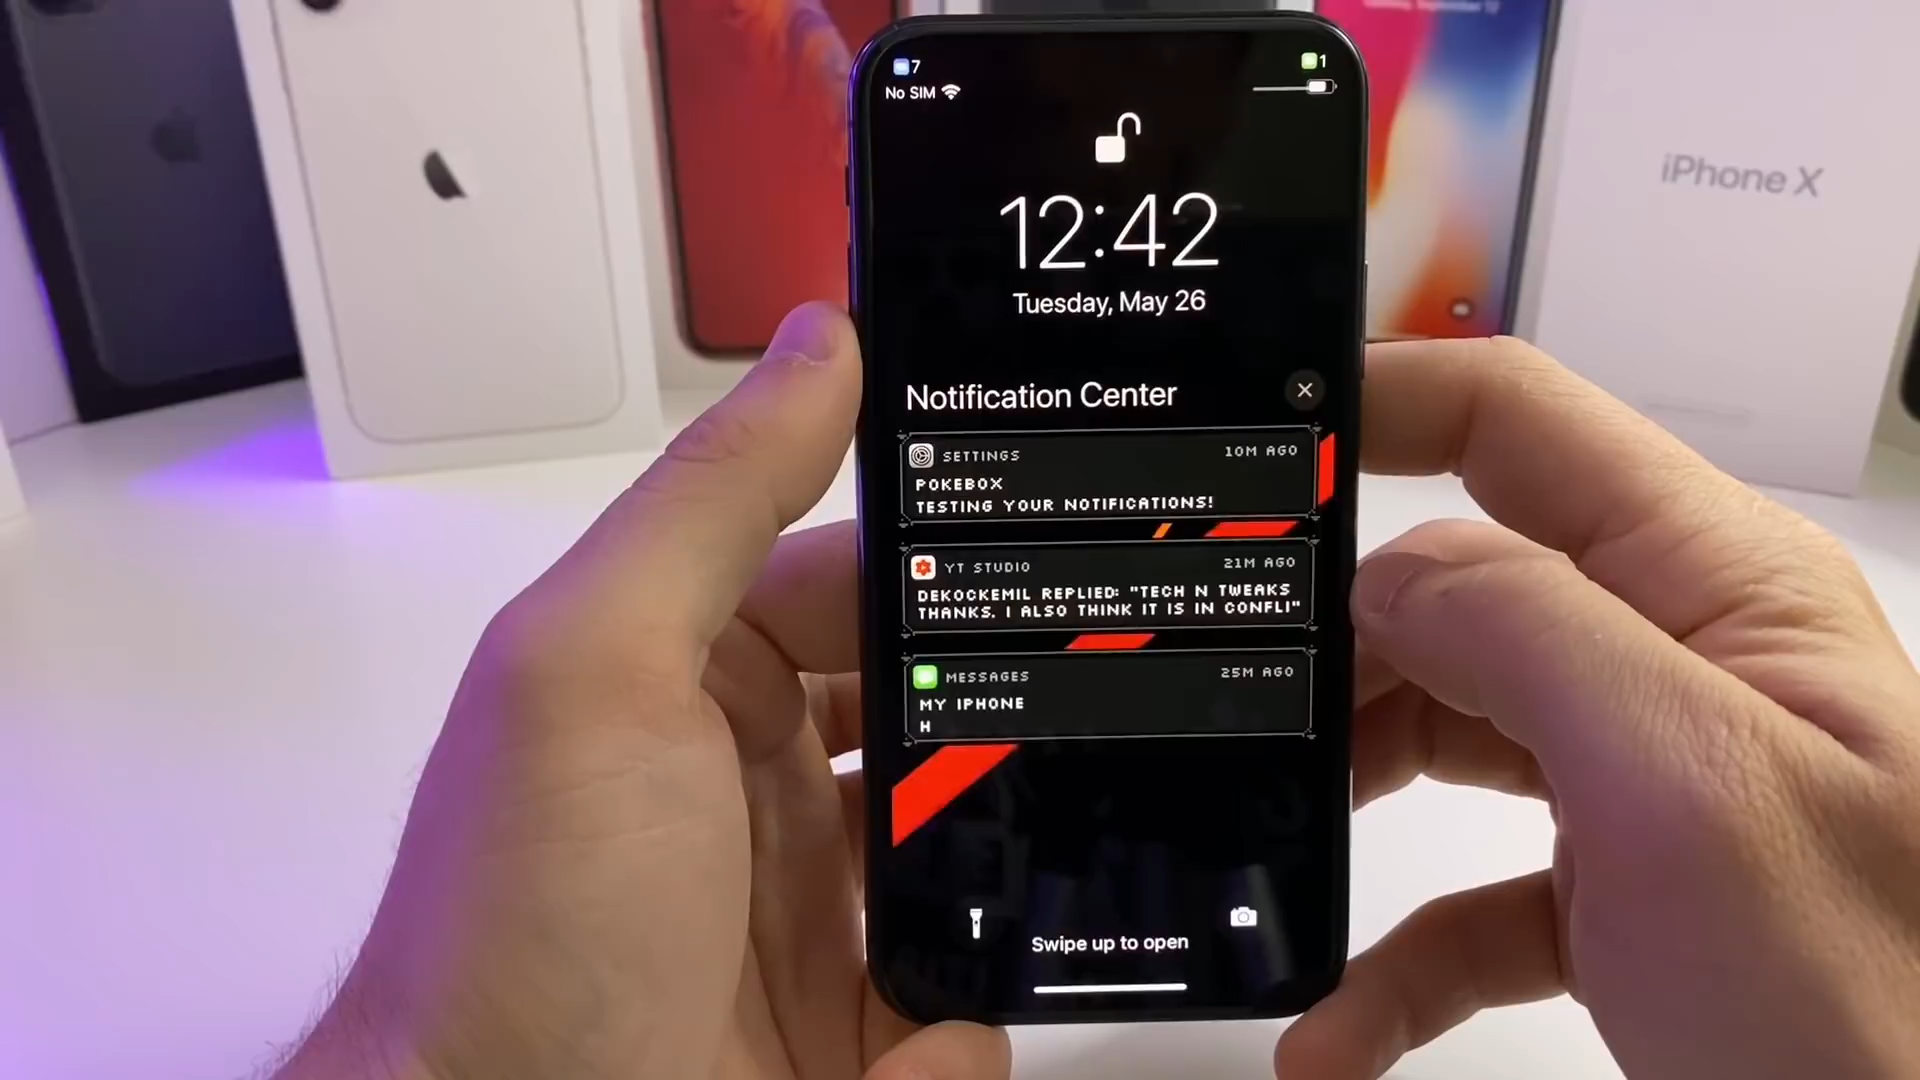 7
1
No SIM
12:42
Tuesday, May 26
iPhone X
Notification Center
SETTINGS 10M AGO
POKEBOX
TESTING YOUR NOTIFICATIONS!
YT STUDIO 21M AGO
DEKOCKEMIL REPLIED: "TECH N TWEAKS
THANKS. I ALSO THINK IT IS IN CONFLI"
MESSAGES 25M AGO
MY IPHONE
H
Swipe up to open